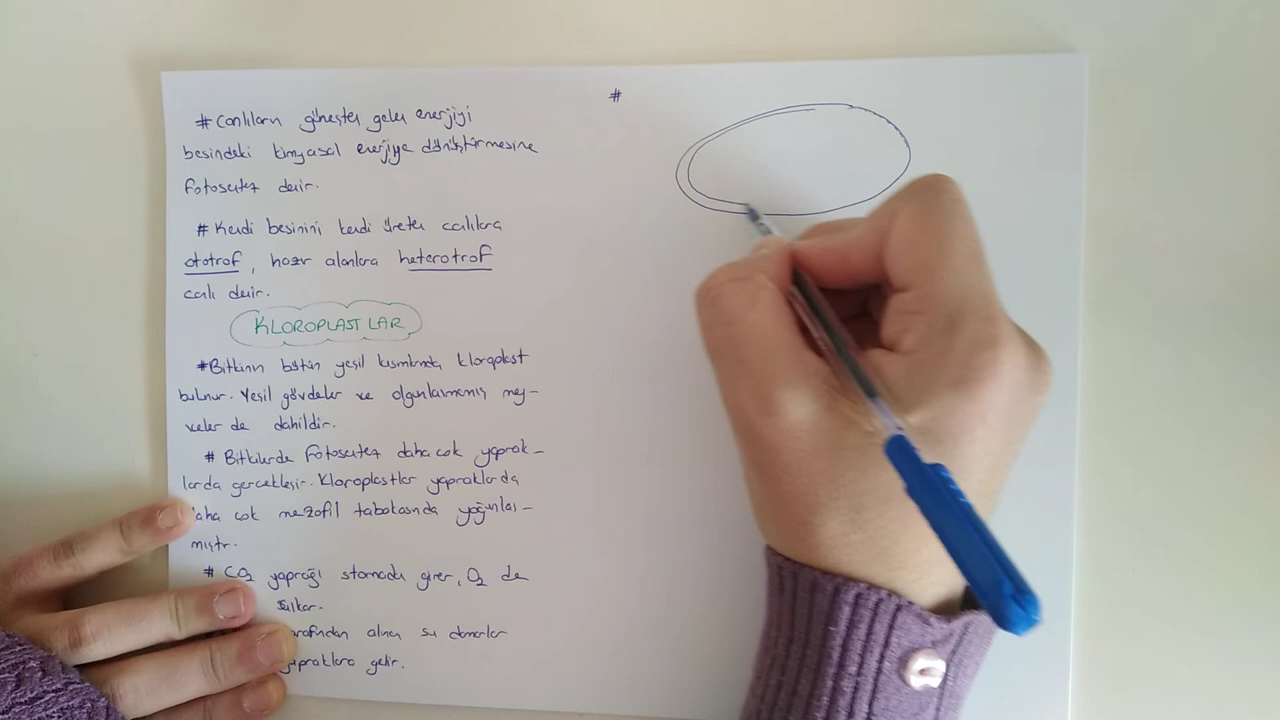 # Canlıların güneşten gelen enerjiyi
besindeki kimyasal enerjiye dönüştürmesine
fotosentez denir.
# Kendi besinini kendi üreten canlılara
ototrof, hazır alanlara heterotrof
canlı denir.
KLOROPLASTLAR
#Bitkinin bütün yeşil kısımlarında kloroplast
bulunur. Yeşil gövdeler ve olgunlaşmamış mey-
veler de dahildir.
# Bitkilerde fotosentez daha çok yaprak-
larda gerçekleşir. Kloroplastlar yapraklarda
daha çok mezofil tabakasında yoğunlaş-
mıştır.
# CO₂ yaprağı stomadan girer, O₂ de
çıkar.
arafından alınan su damarlar
yapraklara gelir.
#